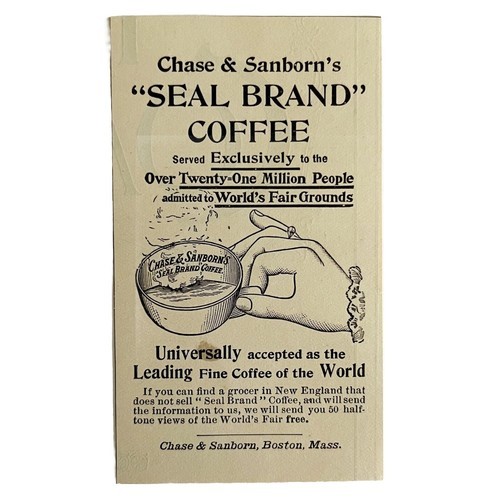 Chase & Sanborn's
"SEAL BRAND"
COFFEE
Served Exclusively to the
Over Twenty-One Million People
admitted to World's Fair Grounds
CHASE & SANBORN'S
SEAL BRAND COFFEE.
Universally accepted as the
Leading Fine Coffee of the World
If you can find a grocer in New England that
does not sell "Seal Brand" Coffee, and will send
the information to us, we will send you 50 half-
tone views of the World's Fair free.
Chase & Sanborn, Boston, Mass.